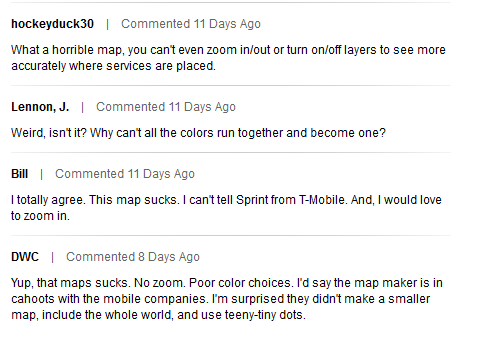 hockeyduck30 | Commented 11 Days Ago
What a horrible map, you can't even zoom in/out or turn on/off layers to see more
accurately where services are placed.
Lennon, J. | Commented 11 Days Ago
Weird, isn't it? Why can't all the colors run together and become one?
Bill | Commented 11 Days Ago
I totally agree. This map sucks. I can't tell Sprint from T-Mobile. And, I would love
to zoom in.
DWC | Commented 8 Days Ago
Yup, that maps sucks. No zoom. Poor color choices. I'd say the map maker is in
cahoots with the mobile companies. I'm surprised they didn't make a smaller
map, include the whole world, and use teeny-tiny dots.